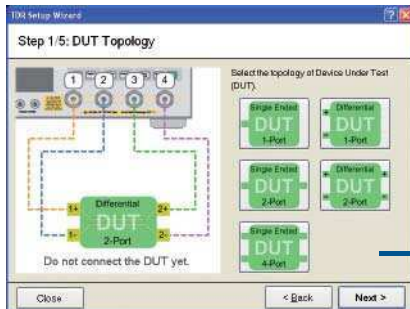 TDR Setup Wizard
Step 1/5: DUT Topology
Select the topology of Device Under Test
(DUT).
1 2 3 4
Single Ended
DUT
1-Port
Differential
DUT
1-Port
Single Ended
DUT
2-Port
Differential
DUT
2-Port
Single Ended
DUT
4-Port
1+ Differential 2+
DUT
1- 2-Port 2-
Do not connect the DUT yet.
Close
< Back
Next >